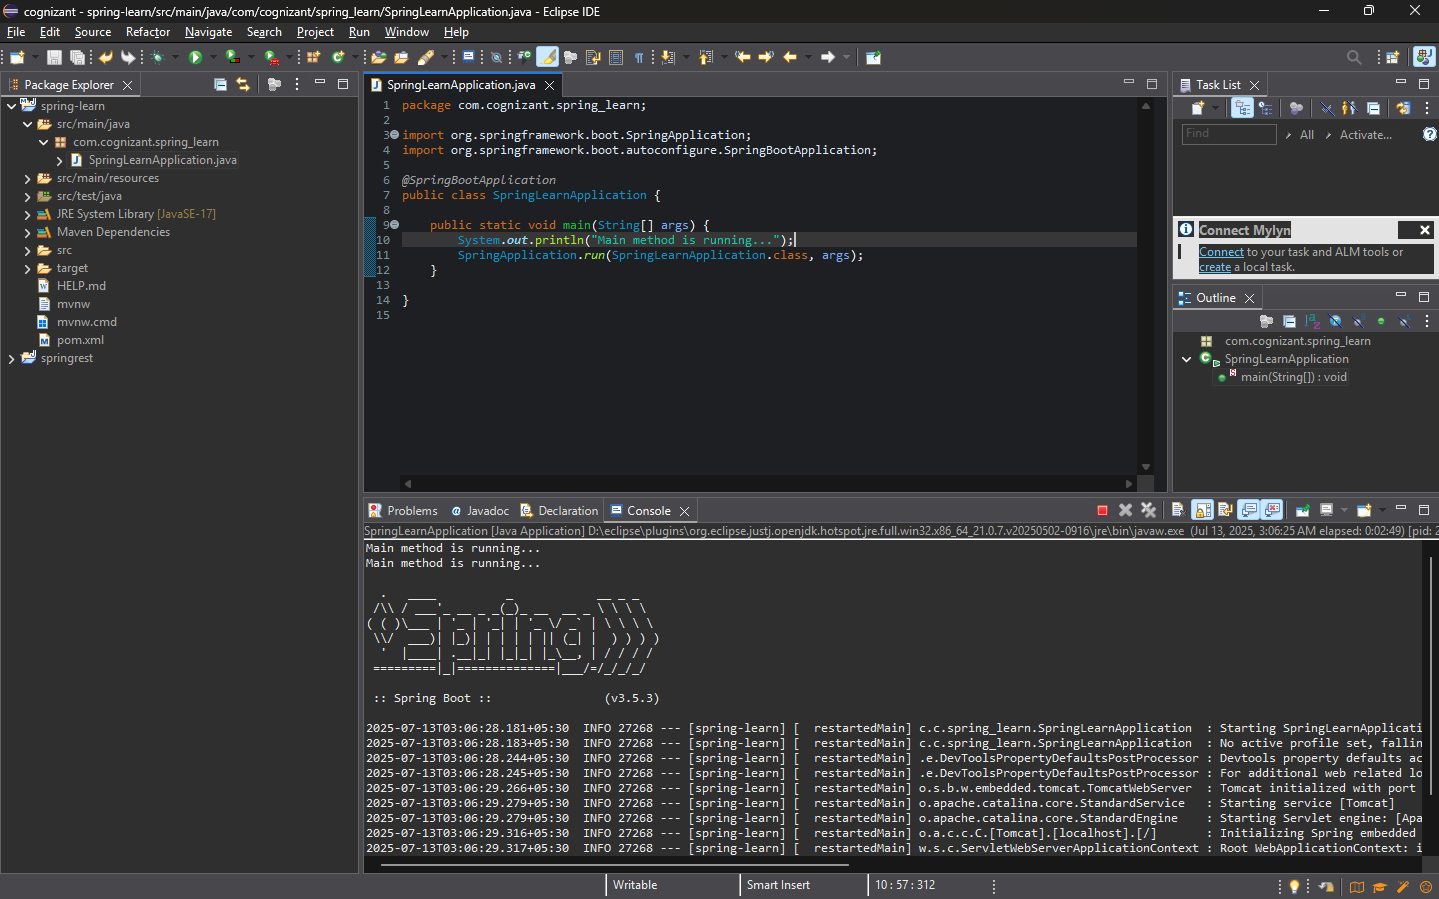 cognizant - spring-learn/src/main/java/com/cognizant/spring_learn/SpringLearnApplication.java - Eclipse IDE
File Edit Source Refactor Navigate Search Project Run Window Help
Package Explorer
spring-learn
src/main/java
com.cognizant.spring_learn
SpringLearnApplication.java
src/main/resources
src/test/java
JRE System Library [JavaSE-17]
Maven Dependencies
src
target
HELP.md
mvnw
mvnw.cmd
pom.xml
springrest
SpringLearnApplication.java
1 package com.cognizant.spring_learn;
2
3 import org.springframework.boot.SpringApplication;
4 import org.springframework.boot.autoconfigure.SpringBootApplication;
5
6 @SpringBootApplication
7 public class SpringLearnApplication {
8
9 public static void main(String[] args) {
10 System.out.println("Main method is running...");
11 SpringApplication.run(SpringLearnApplication.class, args);
12 }
13
14 }
15
Task List
Find All Activate...
Connect Mylyn
Connect to your task and ALM tools or
create a local task.
Outline
com.cognizant.spring_learn
SpringLearnApplication
main(String[]) : void
Problems Javadoc Declaration Console
SpringLearnApplication [Java Application] D:\eclipse\plugins\org.eclipse.justj.openjdk.hotspot.jre.full.win32.x86_64_21.0.7.v20250502-0916\jre\bin\javaw.exe (Jul 13, 2025, 3:06:25 AM elapsed: 0:02:49) [pid: 2
Main method is running...
Main method is running...
Spring
:: Spring Boot :: (v3.5.3)
2025-07-13T03:06:28.181+05:30 INFO 27268 --- [spring-learn] [ restartedMain] c.c.spring_learn.SpringLearnApplication : Starting SpringLearnApplicati
2025-07-13T03:06:28.183+05:30 INFO 27268 --- [spring-learn] [ restartedMain] c.c.spring_learn.SpringLearnApplication : No active profile set, fallin
2025-07-13T03:06:28.244+05:30 INFO 27268 --- [spring-learn] [ restartedMain] .e.DevToolsPropertyDefaultsPostProcessor : Devtools property defaults ac
2025-07-13T03:06:28.245+05:30 INFO 27268 --- [spring-learn] [ restartedMain] .e.DevToolsPropertyDefaultsPostProcessor : For additional web related lo
2025-07-13T03:06:29.266+05:30 INFO 27268 --- [spring-learn] [ restartedMain] o.s.b.w.embedded.tomcat.TomcatWebServer : Tomcat initialized with port
2025-07-13T03:06:29.279+05:30 INFO 27268 --- [spring-learn] [ restartedMain] o.apache.catalina.core.StandardService : Starting service [Tomcat]
2025-07-13T03:06:29.279+05:30 INFO 27268 --- [spring-learn] [ restartedMain] o.apache.catalina.core.StandardEngine : Starting Servlet engine: [Apa
2025-07-13T03:06:29.316+05:30 INFO 27268 --- [spring-learn] [ restartedMain] o.a.c.c.C.[Tomcat].[localhost].[/] : Initializing Spring embedded
2025-07-13T03:06:29.317+05:30 INFO 27268 --- [spring-learn] [ restartedMain] w.s.c.ServletWebServerApplicationContext : Root WebApplicationContext: i
Writable Smart Insert 10 : 57 : 312